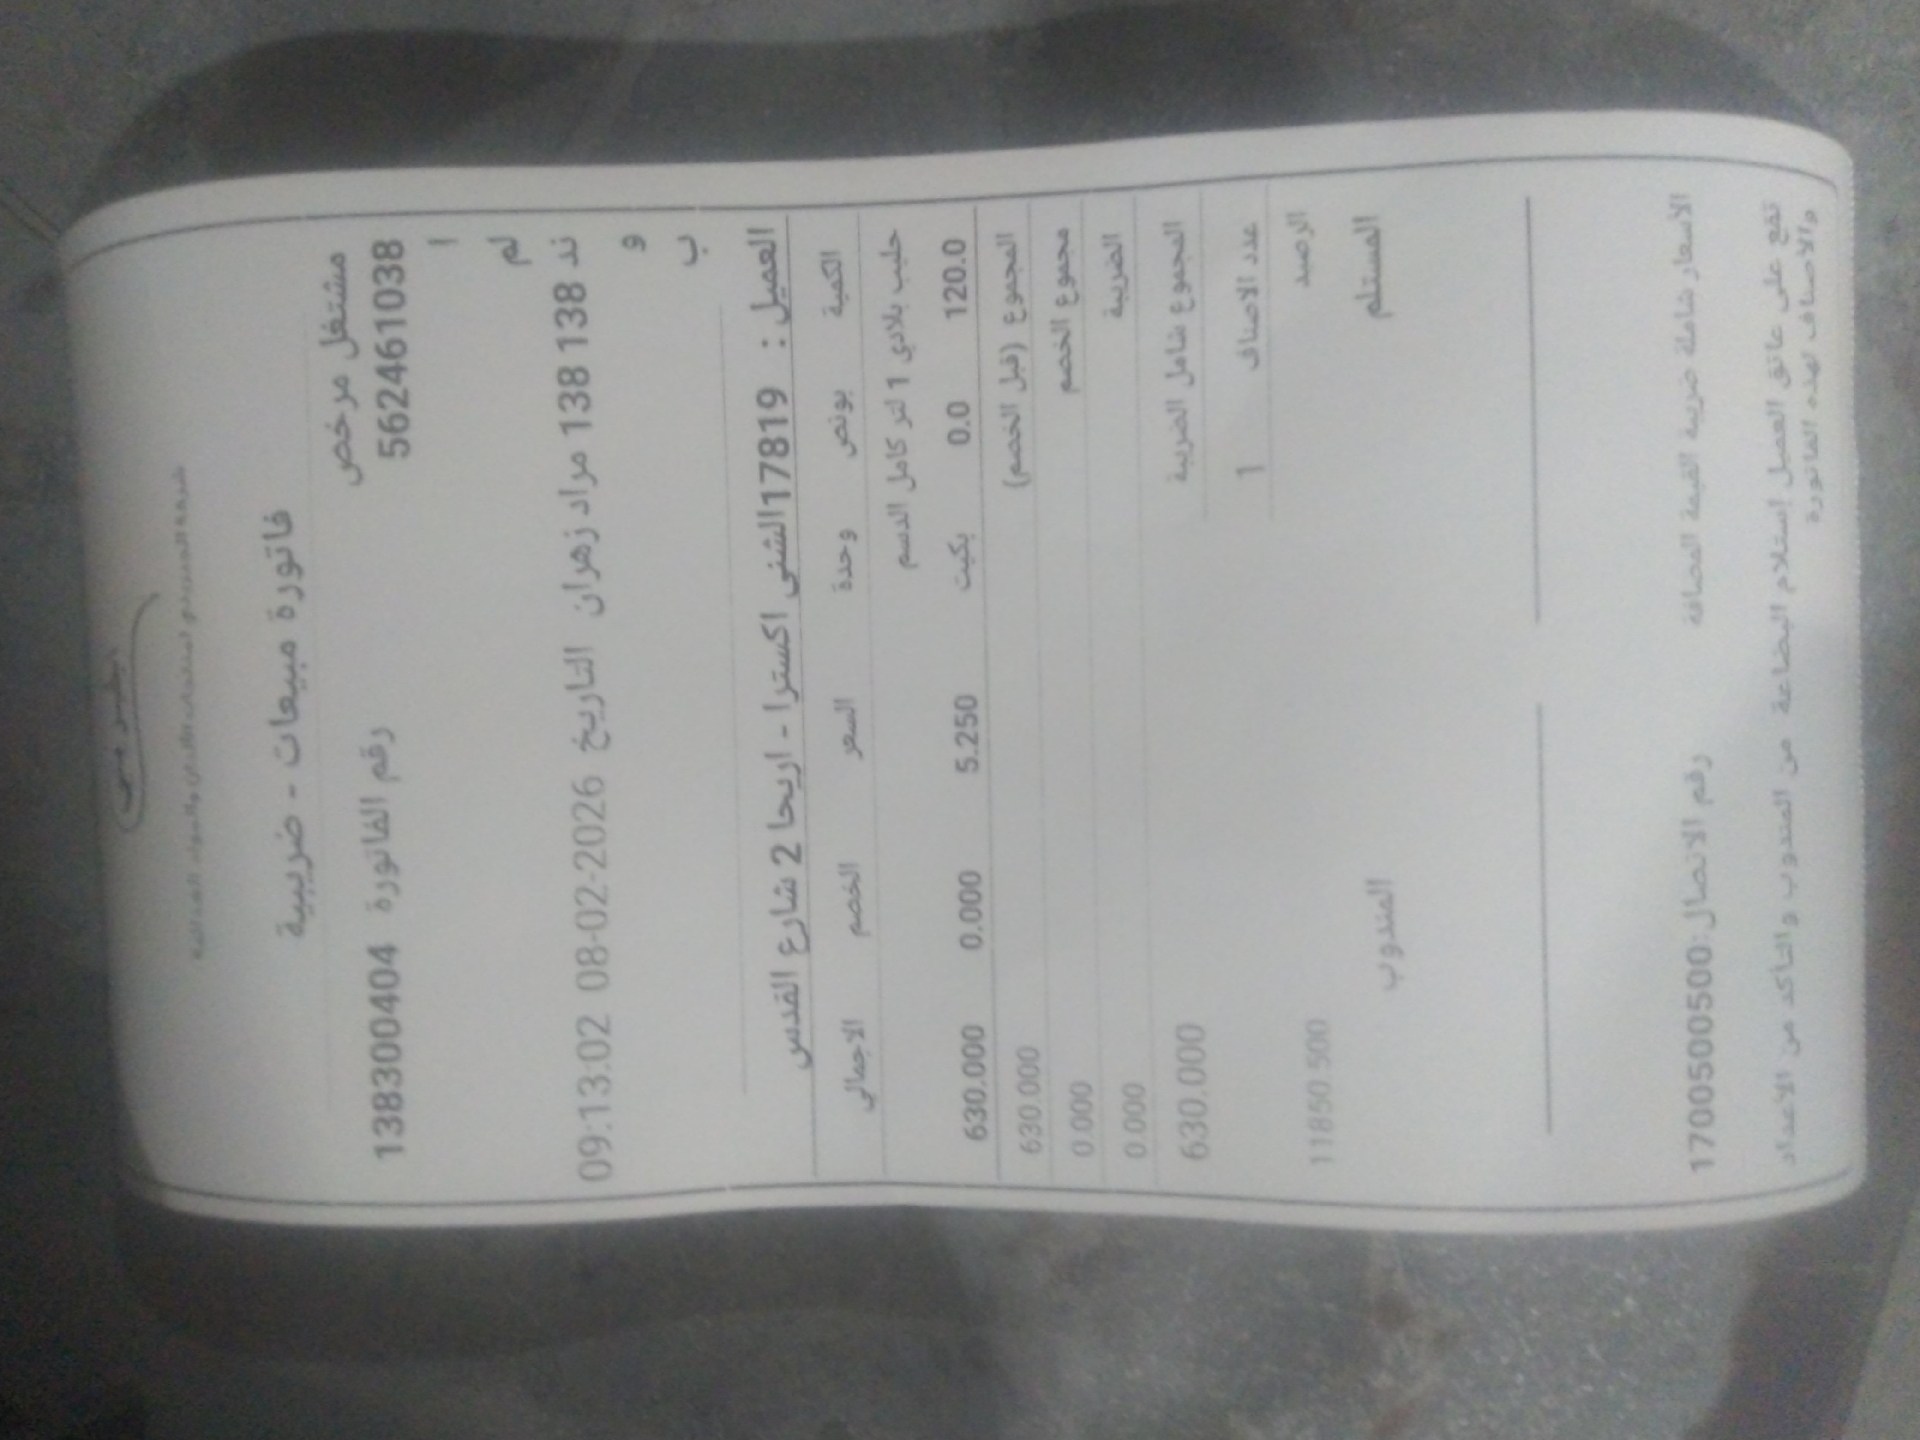 فاتورة مبيعات - ضريبية
مشتغل مرخص
562461038 رقم الفاتورة 138300404
ا
لم
ند 138 138 مراد زهران التاريخ 2026-02-08 09:13:02
و
ب
العميل : 17819الشني اكسترا - اريحا 2 شارع القدس
الكمية بونص وحدة السعر الخصم الاجمالي
حليب بلادي 1 لتر كامل الدسم
120.0 0.0 بكيت 5.250 0.000 630.000
المجموع (قبل الخصم) 630.000
مجموع الخصم 0.000
الضريبة 0.000
المجموع شامل الضريبة 630.000
عدد الاصناف 1
الرصيد 11850.500
المستلم المندوب
الاسعار شاملة ضريبة القيمة المضافة رقم الاتصال:1700500500
تقع على عاتق العميل إستلام البضاعة من المندوب والتاكد من الاعداد
والاصناف لهذه الفاتورة